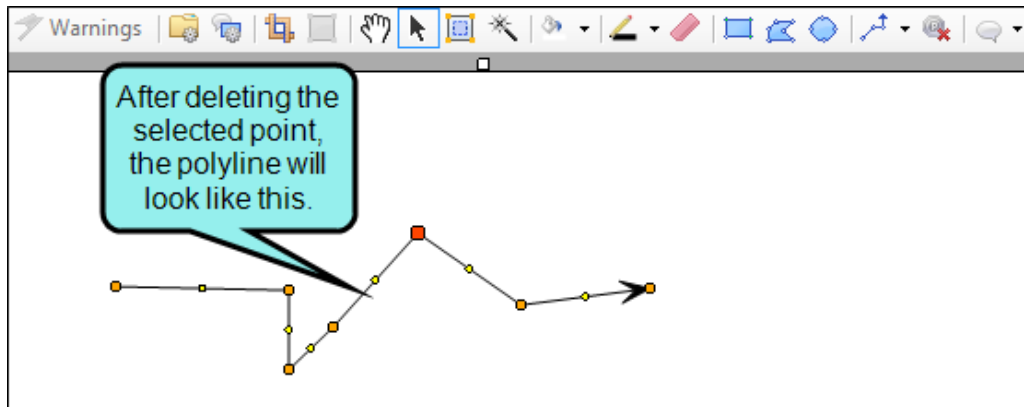 Warnings
After deleting the
selected point,
the polyline will
look like this.